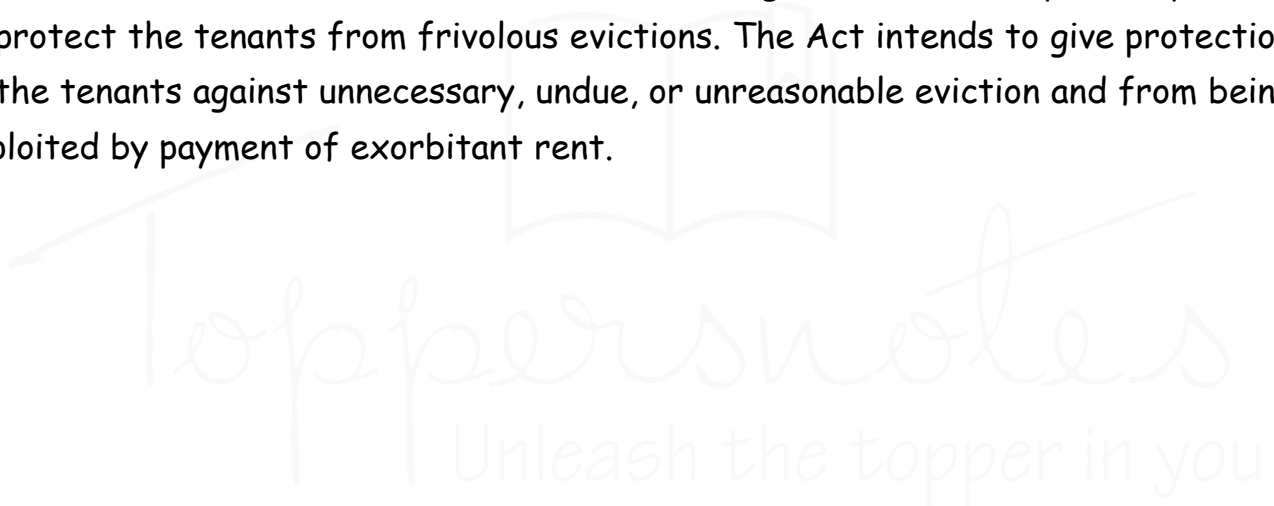 protect the tenants from frivolous evictions. The Act intends to give protectio
the tenants against unnecessary, undue, or unreasonable eviction and from bein
ploited by payment of exorbitant rent.
Toppersnotes
Unleash the topper in you